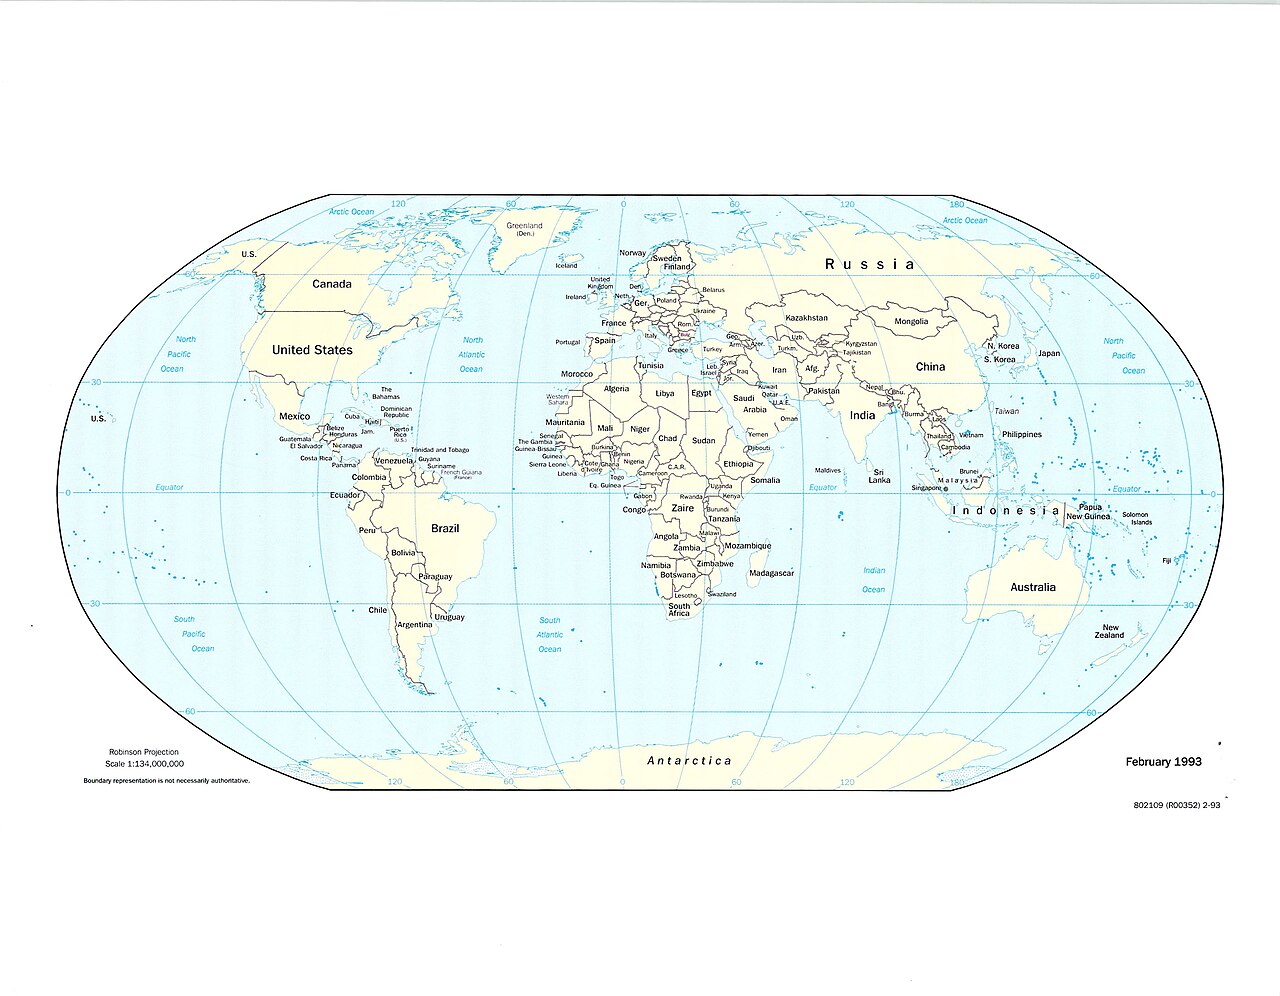 120
60
0
60
120
180
Arctic Ocean
Arctic Ocean
Greenland
(Den.)
U.S.
Canada
Iceland
Norway
Sweden
Finland
Russia
60
United
Kingdom
Ireland
Den.
Neth.
Ger.
Poland
Belarus
Ukraine
France
Rom.
Kazakhstan
Mongolia
North
Pacific
Ocean
United States
North
Atlantic
Ocean
Portugal
Spain
Italy
Greece
Turkey
Geo.
Arm.
Azer.
Uzb.
Turkm.
Kyrgyzstan
Tajikistan
N. Korea
S. Korea
Japan
North
Pacific
Ocean
China
30
30
Morocco
Tunisia
Algeria
Libya
Egypt
Leb.
Israel
Syria
Jor.
Iraq
Iran
Afg.
Kuwait
Qatar
U.A.E.
Pakistan
Nepal
Bhu.
Bang.
Burma
Laos
Taiwan
Western
Sahara
Saudi
Arabia
Oman
Yemen
India
Thailand
Vietnam
Cambodia
Philippines
U.S.
Mexico
The
Bahamas
Cuba
Dominican
Republic
Haiti
Jam.
Puerto
Rico
(U.S.)
Belize
Honduras
Guatemala
El Salvador
Nicaragua
Costa Rica
Panama
Trinidad and Tobago
Venezuela
Guyana
Suriname
French Guiana
(France)
Colombia
Mauritania
Mali
Niger
Chad
Sudan
Senegal
The Gambia
Guinea-Bissau
Guinea
Sierra Leone
Liberia
Burkina
Benin
Cote
d'Ivoire
Ghana
Togo
Nigeria
Cameroon
C.A.R.
Djibouti
Ethiopia
Somalia
Maldives
Sri
Lanka
Brunei
Malaysia
Singapore
Eq. Guinea
0
Equator
Ecuador
Gabon
Congo
Zaire
Uganda
Rwanda
Kenya
Burundi
Tanzania
Equator
Indonesia
Papua
New Guinea
Equator
0
Solomon
Islands
Peru
Brazil
Bolivia
Paraguay
Angola
Malawi
Zambia
Mozambique
Namibia
Zimbabwe
Botswana
Madagascar
Indian
Ocean
Fiji
Australia
30
30
Chile
Argentina
Uruguay
Lesotho
Swaziland
South
Africa
South
Pacific
Ocean
South
Atlantic
Ocean
New
Zealand
60
60
Antarctica
120
60
0
60
120
180
Robinson Projection
Scale 1:134,000,000
Boundary representation is not necessarily authoritative.
February 1993
802109 (R00352) 2-93